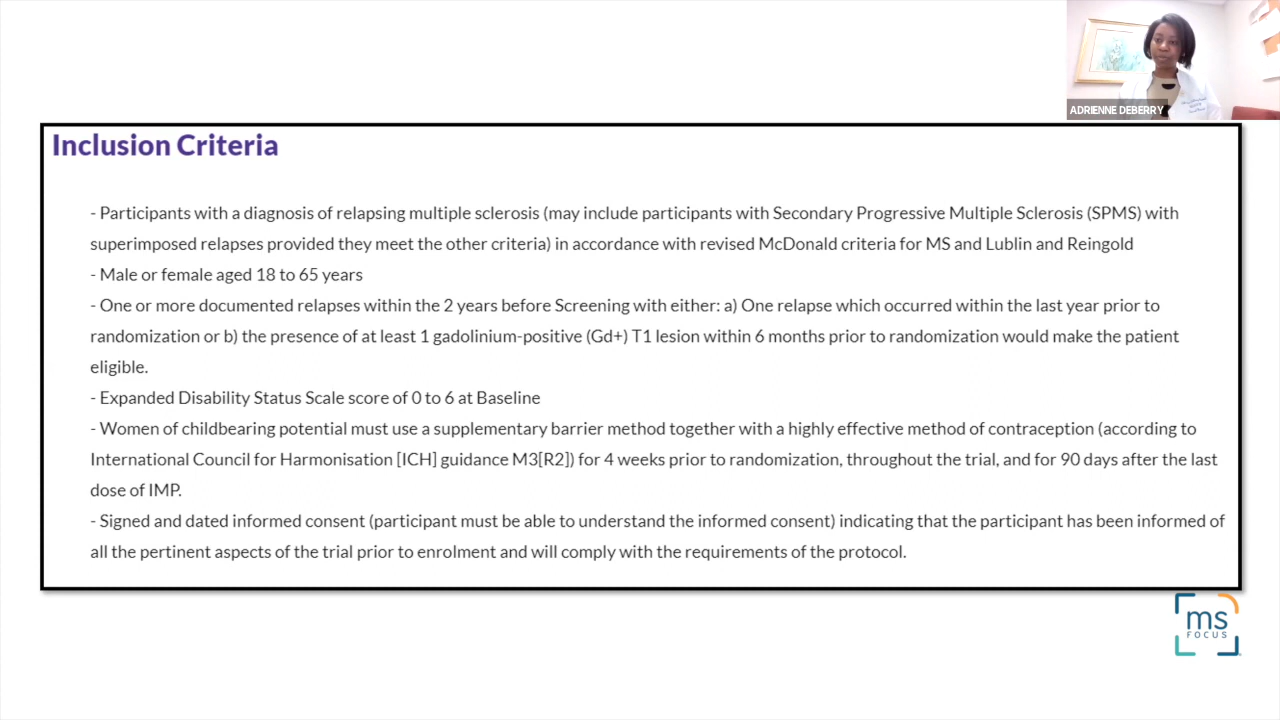 ADRIENNE DEBERRY
Inclusion Criteria
- Participants with a diagnosis of relapsing multiple sclerosis (may include participants with Secondary Progressive Multiple Sclerosis (SPMS) with
superimposed relapses provided they meet the other criteria) in accordance with revised McDonald criteria for MS and Lublin and Reingold
- Male or female aged 18 to 65 years
- One or more documented relapses within the 2 years before Screening with either: a) One relapse which occurred within the last year prior to
randomization or b) the presence of at least 1 gadolinium-positive (Gd+) T1 lesion within 6 months prior to randomization would make the patient
eligible.
- Expanded Disability Status Scale score of 0 to 6 at Baseline
- Women of childbearing potential must use a supplementary barrier method together with a highly effective method of contraception (according to
International Council for Harmonisation [ICH] guidance M3[R2]) for 4 weeks prior to randomization, throughout the trial, and for 90 days after the last
dose of IMP.
- Signed and dated informed consent (participant must be able to understand the informed consent) indicating that the participant has been informed of
all the pertinent aspects of the trial prior to enrolment and will comply with the requirements of the protocol.
ms
FOCUS